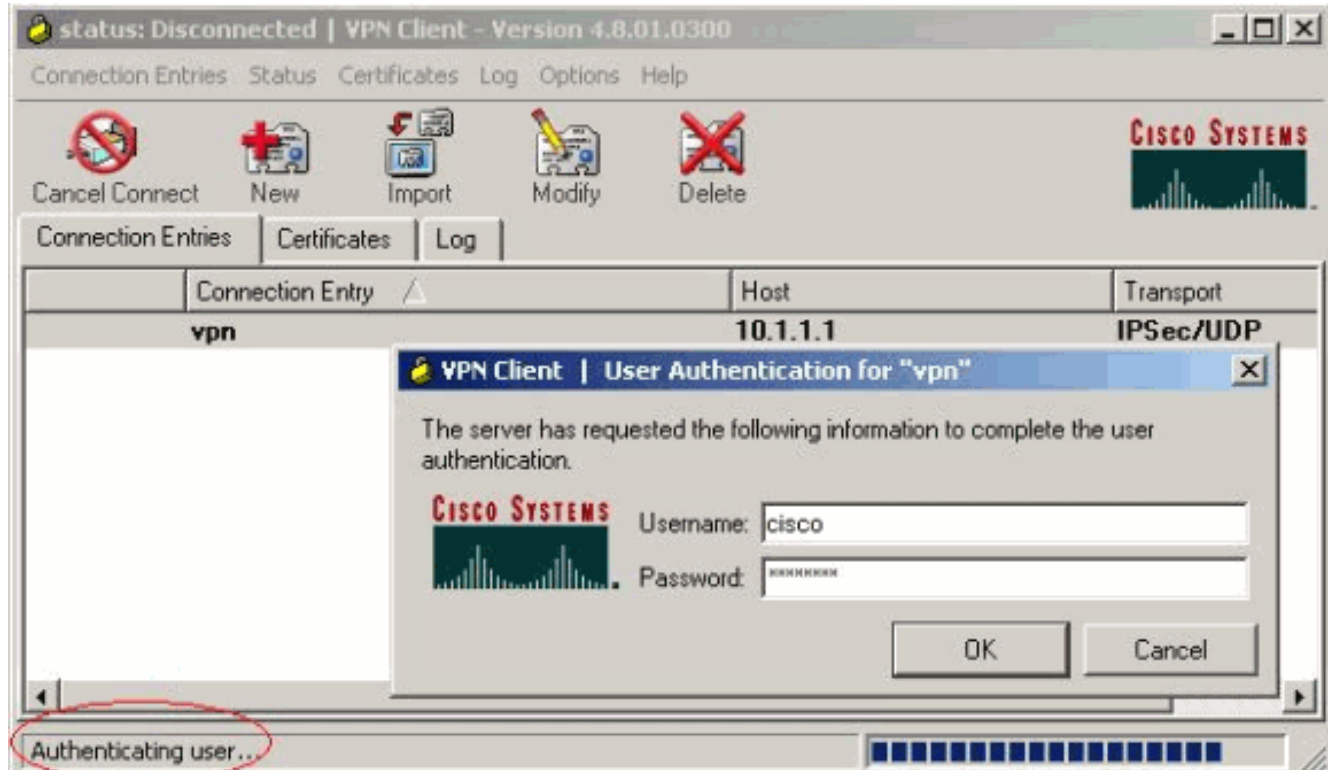 status: Disconnected | VPN Client - Version 4.8.01.0300
Connection Entries Status Certificates Log Options Help
Cancel Connect New Import Modify Delete
CISCO SYSTEMS
Connection Entries Certificates Log
Connection Entry Host Transport
vpn 10.1.1.1 IPSec/UDP
VPN Client | User Authentication for "vpn"
The server has requested the following information to complete the user
authentication.
CISCO SYSTEMS
Username: cisco
Password: ********
OK Cancel
Authenticating user...